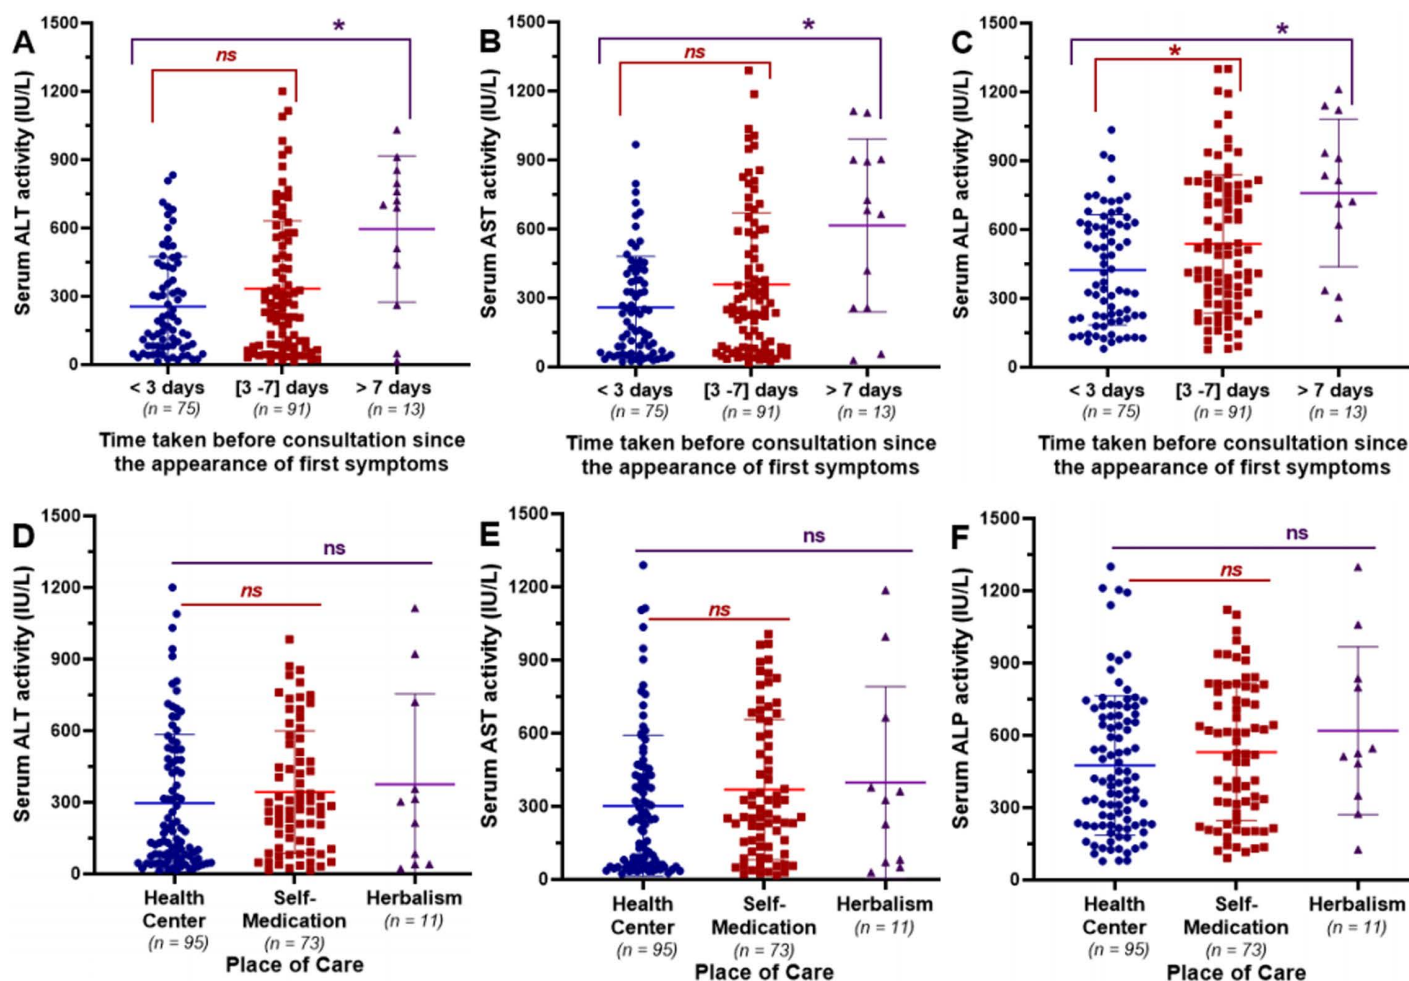 A
Serum ALT activity (IU/L)
1500
1200
900
600
300
0
*
ns
< 3 days
(n = 75)
[3 -7] days
(n = 91)
> 7 days
(n = 13)
Time taken before consultation since
the appearance of first symptoms
B
Serum AST activity (IU/L)
1500
1200
900
600
300
0
*
ns
< 3 days
(n = 75)
[3 -7] days
(n = 91)
> 7 days
(n = 13)
Time taken before consultation since
the appearance of first symptoms
C
Serum ALP activity (IU/L)
1500
1200
900
600
300
0
*
*
< 3 days
(n = 75)
[3 -7] days
(n = 91)
> 7 days
(n = 13)
Time taken before consultation since
the appearance of first symptoms
D
Serum ALT activity (IU/L)
1500
1200
900
600
300
0
ns
ns
Health
Center
(n = 95)
Self-
Medication
(n = 73)
Herbalism
(n = 11)
Place of Care
E
Serum AST activity (IU/L)
1500
1200
900
600
300
0
ns
ns
Health
Center
(n = 95)
Self-
Medication
(n = 73)
Herbalism
(n = 11)
Place of Care
F
Serum ALP activity (IU/L)
1500
1200
900
600
300
0
ns
ns
Health
Center
(n = 95)
Self-
Medication
(n = 73)
Herbalism
(n = 11)
Place of Care